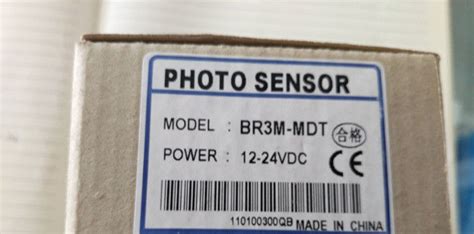 PHOTO SENSOR
MODEL : BR3M-MDT 合格
POWER : 12-24VDC CE
110100300QB MADE IN CHINA